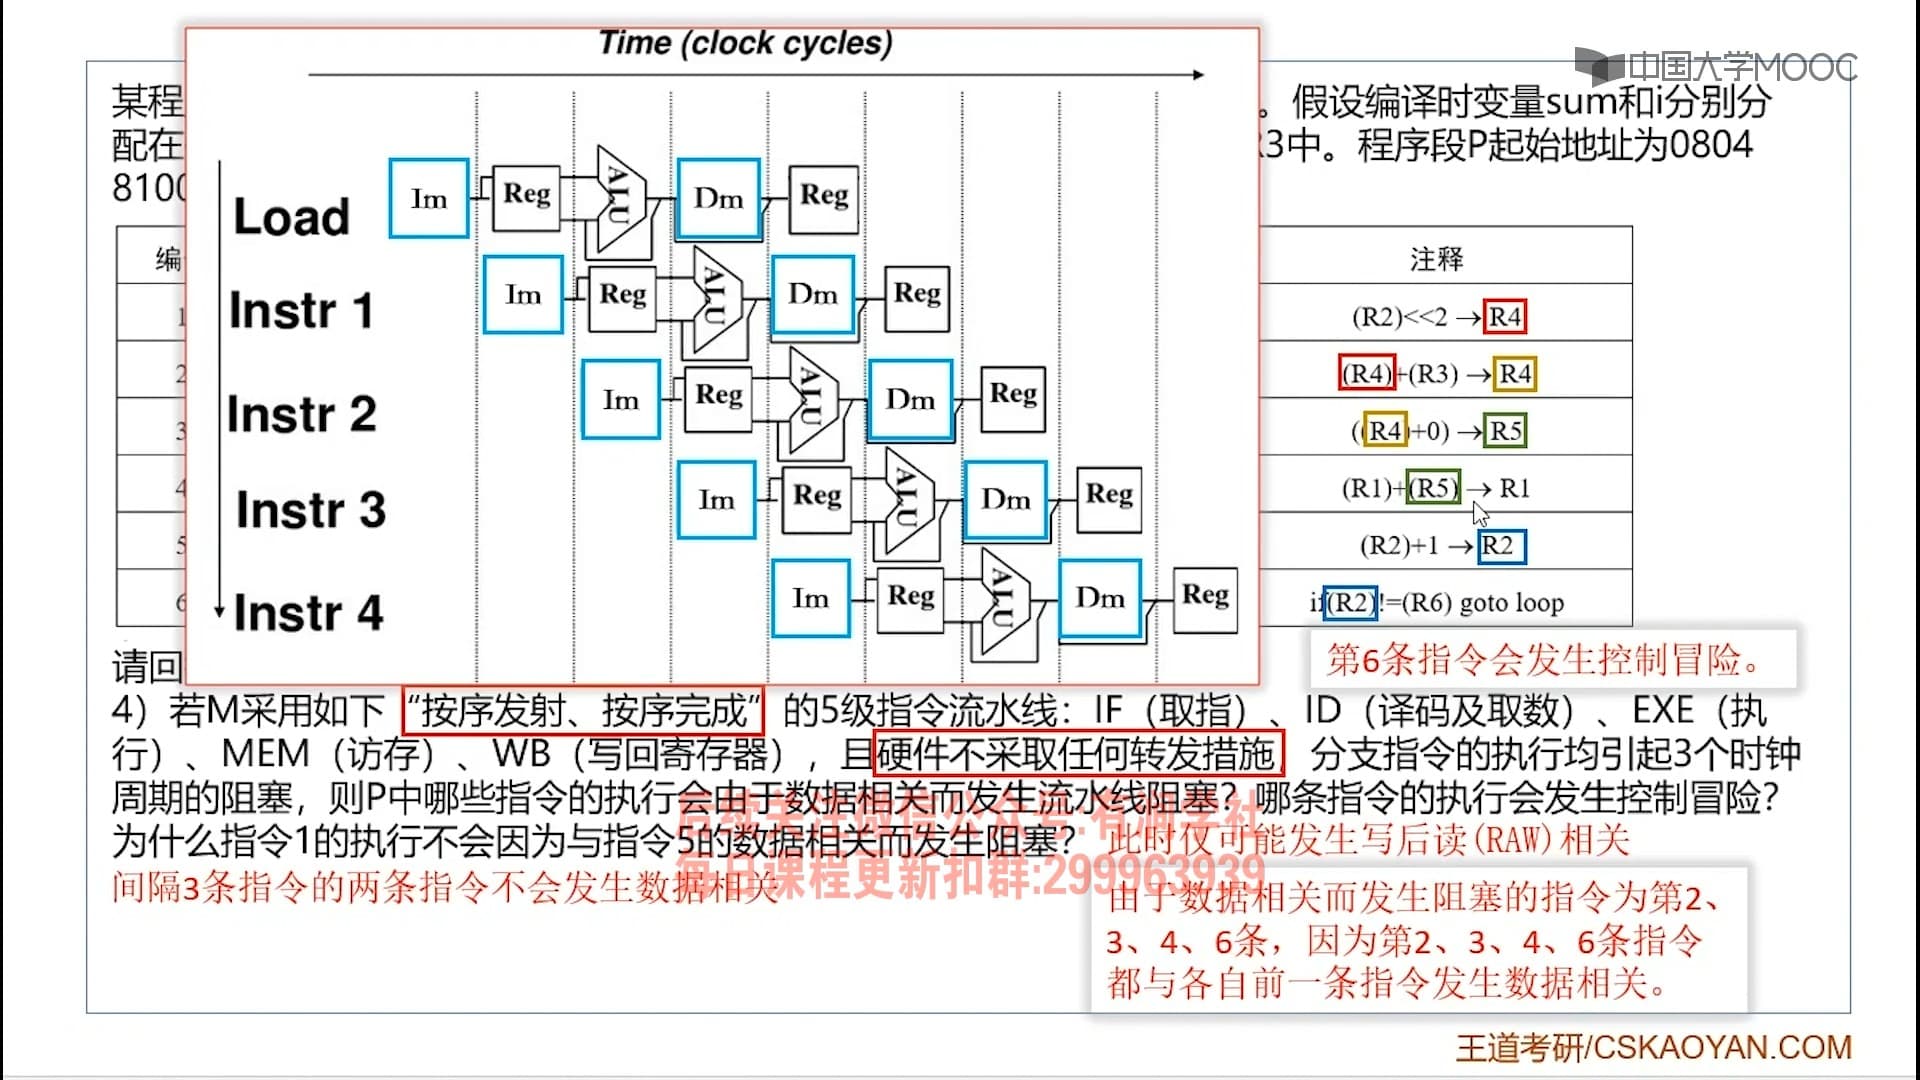 Time (clock cycles)
中国大学MOOC
某程
。假设编译时变量sum和i分别分
配在
R3中。程序段P起始地址为0804
8100
Load
Im Reg ALU Dm Reg
Instr 1
Im Reg ALU Dm Reg
Instr 2
Im Reg ALU Dm Reg
Instr 3
Im Reg ALU Dm Reg
Instr 4
Im Reg ALU Dm Reg
编
注释
1
(R2)<<2 → R4
2
(R4)+(R3) → R4
3
((R4)+0) → R5
4
(R1)+(R5) → R1
5
(R2)+1 → R2
6
if(R2)!=(R6) goto loop
第6条指令会发生控制冒险。
请回
4）若M采用如下“按序发射、按序完成”的5级指令流水线：IF（取指）、ID（译码及取数）、EXE（执
行）、MEM（访存）、WB（写回寄存器），且硬件不采取任何转发措施，分支指令的执行均引起3个时钟
周期的阻塞，则P中哪些指令的执行会由于数据相关而发生流水线阻塞？哪条指令的执行会发生控制冒险？
为什么指令1的执行不会因为与指令5的数据相关而发生阻塞？
此时仅可能发生写后读(RAW)相关
间隔3条指令的两条指令不会发生数据相关
后续关注微信公众号:有渊学社
每日课程更新扣群:299963939
由于数据相关而发生阻塞的指令为第2、
3、4、6条，因为第2、3、4、6条指令
都与各自前一条指令发生数据相关。
王道考研/CSKAOYAN.COM